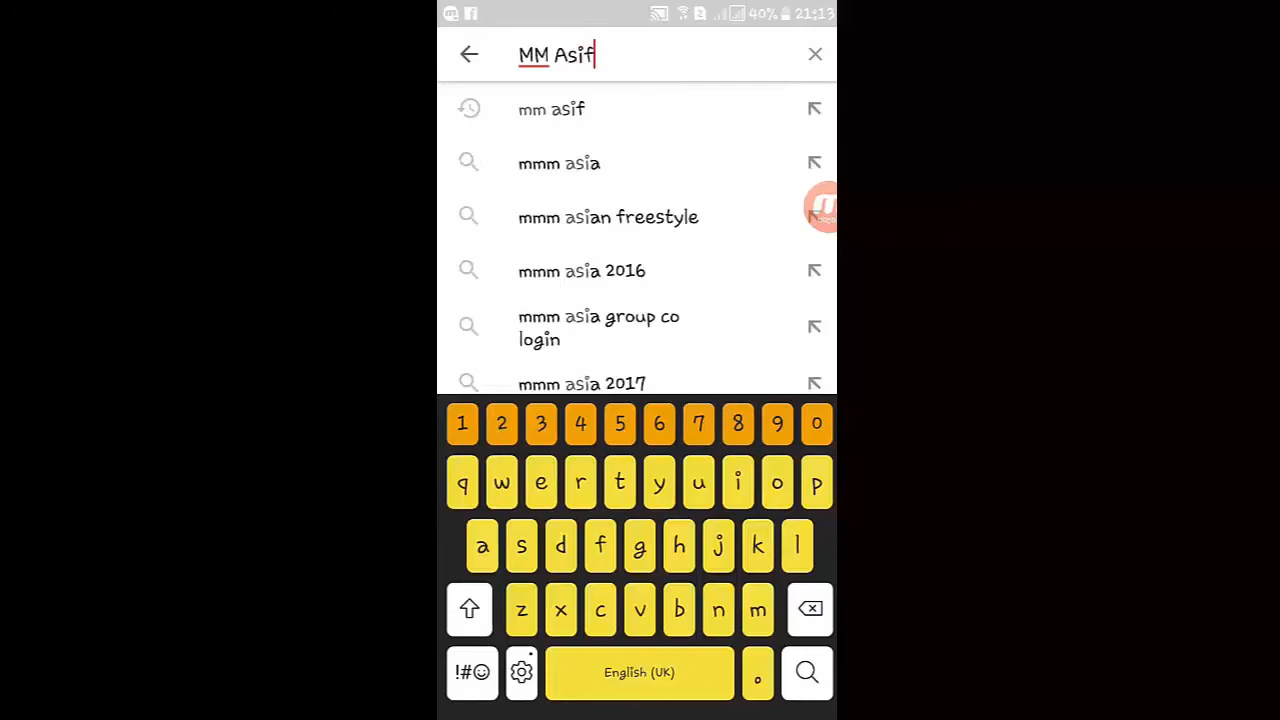 40% 21:13
MM Asif
mm asif
mmm asia
mmm asian freestyle
mmm asia 2016
mmm asia group co
login
mmm asia 2017
1 2 3 4 5 6 7 8 9 0
q w e r t y u i o p
a s d f g h j k l
z x c v b n m
!#☺ English (UK) .